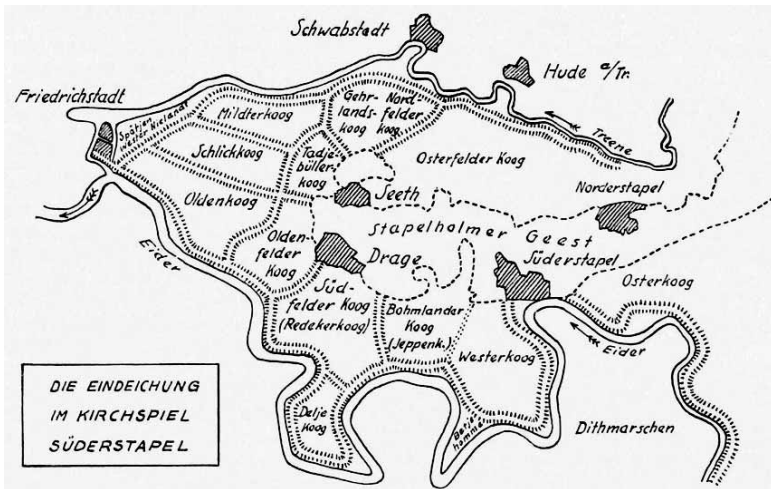 Schwabstadt
Hude a/Tr.
Friedrichstadt
Treene
Gehr-
lands-
koog
Nord-
felder
koog
Mildterkoog
Schlickkoog
Tadje-
büller-
koog
Osterfelder Koog
Norderstapel
Seeth
Oldenkoog
Stapelholmer
Geest
Süderstapel
Olden-
felder
Koog
Drage
Osterkoog
Eider
Süd-
felder Koog
(Redekerkoog)
Bohmlander
Koog
(Jeppenk.)
Westerkoog
Eider
Delje
Koog
Dithmarschen
DIE EINDEICHUNG
IM KIRCHSPIEL
SÜDERSTAPEL